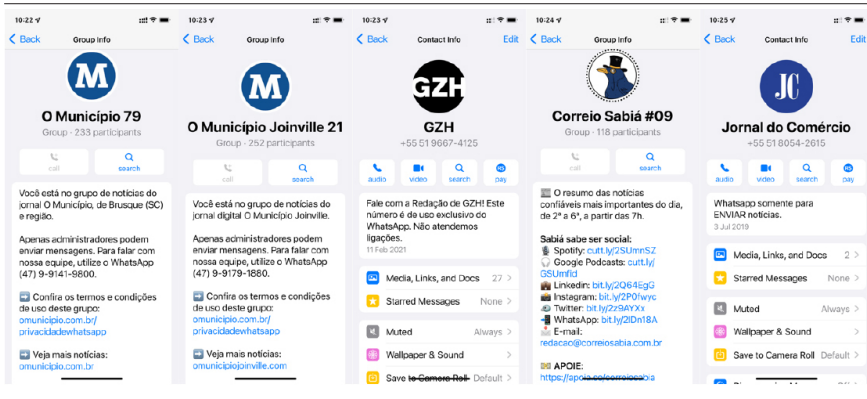 10:22
Back
Group Info
M
O Município 79
Group · 233 participants
call
search
Você está no grupo de notícias do
jornal O Município, de Brusque (SC)
e região.
Apenas administradores podem
enviar mensagens. Para falar com
nossa equipe, utilize o WhatsApp
(47) 9-9141-9800.
➡️ Confira os termos e condições
de uso deste grupo:
omunicipio.com.br/
privacidadewhatsapp
➡️ Veja mais notícias:
omunicipio.com.br
10:23
Back
Group Info
M
O Município Joinville 21
Group · 252 participants
call
search
Você está no grupo de notícias do
jornal digital O Município Joinville.
Apenas administradores podem
enviar mensagens. Para falar com
nossa equipe, utilize o WhatsApp
(47) 9-9179-1880.
➡️ Confira os termos e condições
de uso deste grupo:
omunicipio.com.br/
privacidadewhatsapp
➡️ Veja mais notícias:
omunicipiojoinville.com
10:23
Back
Contact Info
Edit
GZH
GZH
+55 51 9667-4125
audio
video
search
pay
Fale com a Redação de GZH! Este
número é de uso exclusivo do
WhatsApp. Não atendemos
ligações.
11 Feb 2021
Media, Links, and Docs 27
Starred Messages None
Muted Always
Wallpaper & Sound
Save to Camera Roll Default
10:24
Back
Group Info
Correio Sabiá #09
Group · 118 participants
call
search
📰 O resumo das notícias
confiáveis mais importantes do dia,
de 2ª a 6ª, a partir das 7h.
Sabiá sabe ser social:
Spotify: cutt.ly/2SUmnSZ
Google Podcasts: cutt.ly/
GSUmfid
Linkedin: bit.ly/2Q64EgG
Instagram: bit.ly/2P0fwyc
Twitter: bit.ly/2z9AYXx
WhatsApp: bit.ly/2IDn18A
E-mail:
redacao@correiosabia.com.br
APOIE:
https://apoia.se/correiosabia
10:25
Back
Contact Info
Edit
JC
Jornal do Comércio
+55 51 8054-2615
audio
video
search
pay
Whatsapp somente para
ENVIAR notícias.
3 Jul 2019
Media, Links, and Docs 2
Starred Messages None
Muted Always
Wallpaper & Sound
Save to Camera Roll Default